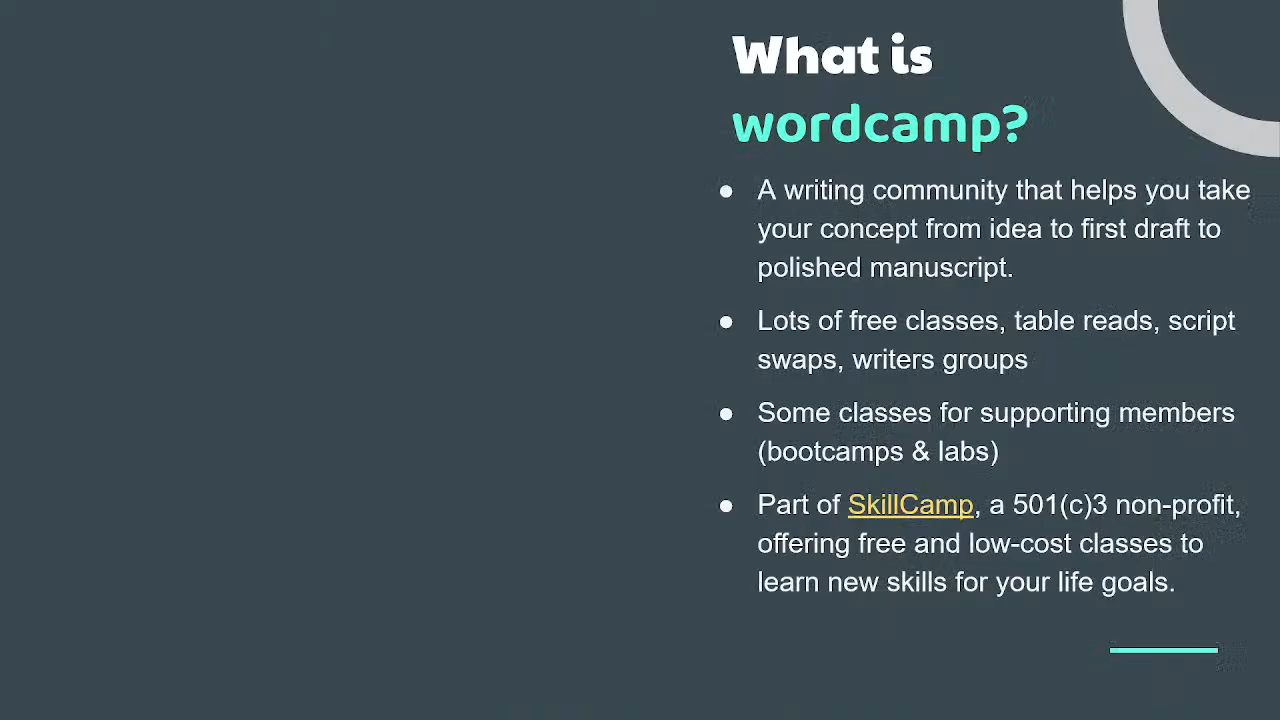 What is
wordcamp?
● A writing community that helps you take
your concept from idea to first draft to
polished manuscript.
● Lots of free classes, table reads, script
swaps, writers groups
● Some classes for supporting members
(bootcamps & labs)
● Part of SkillCamp, a 501(c)3 non-profit,
offering free and low-cost classes to
learn new skills for your life goals.